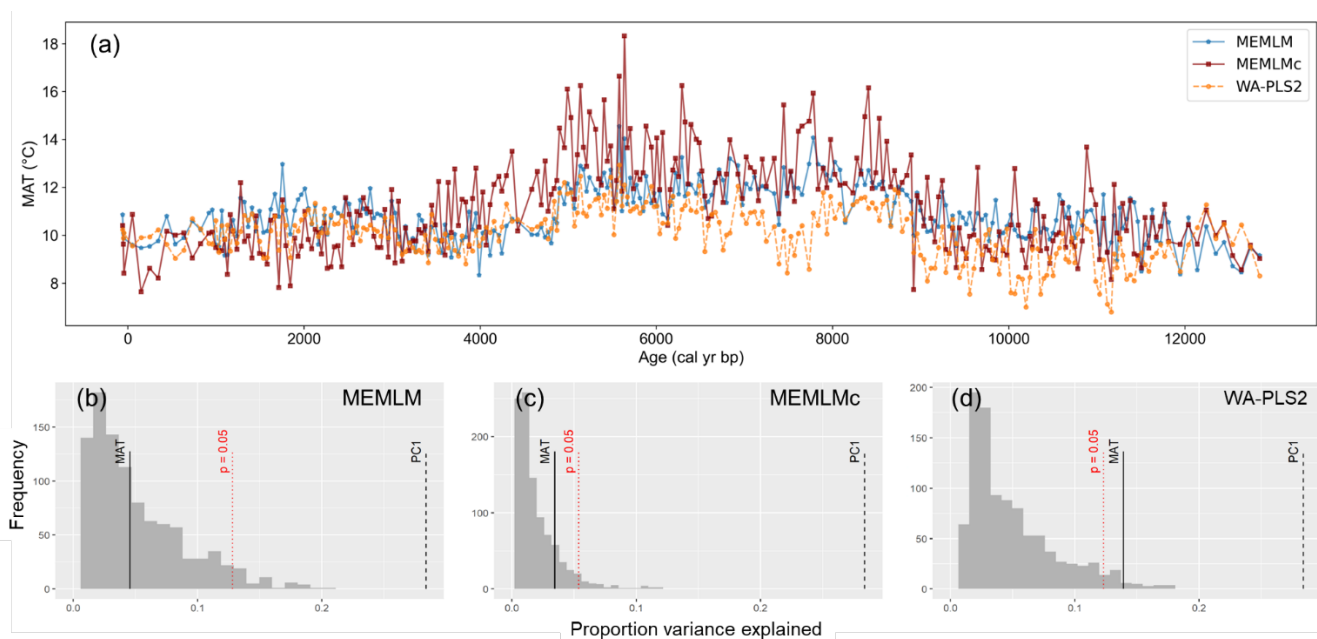 (a)
MEMLM
MEMLMc
WA-PLS2
18
16
14
12
10
8
MAT (°C)
0 2000 4000 6000 8000 10000 12000
Age (cal yr bp)
(b) MEMLM
MAT
p = 0.05
PC1
150
100
50
0
0.0 0.1 0.2
(c) MEMLMc
MAT
p = 0.05
PC1
200
100
0
0.0 0.1 0.2
(d) WA-PLS2
p = 0.05
MAT
PC1
200
150
100
50
0
0.0 0.1 0.2
Frequency
Proportion variance explained